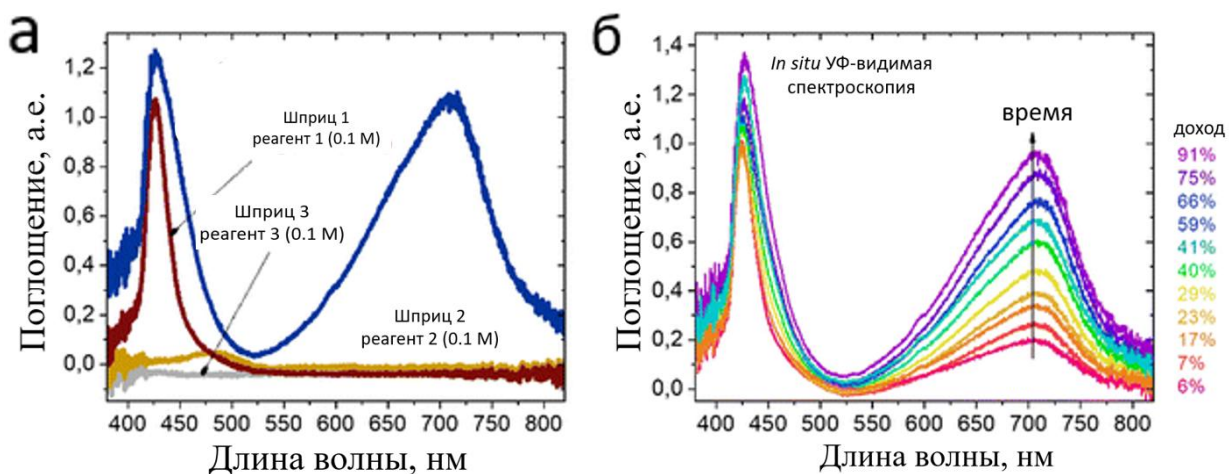 а
1,2
1,0
0,8
0,6
0,4
0,2
0,0
Поглощение, а.е.
Шприц 1
реагент 1 (0.1 М)
Шприц 3
реагент 3 (0.1 М)
Шприц 2
реагент 2 (0.1 М)
400 450 500 550 600 650 700 750 800
Длина волны, нм
б
1,4
1,2
1,0
0,8
0,6
0,4
0,2
0,0
Поглощение, а.е.
In situ УФ-видимая
спектроскопия
время
400 450 500 550 600 650 700 750 800
Длина волны, нм
доход
91%
75%
66%
59%
41%
40%
29%
23%
17%
7%
6%